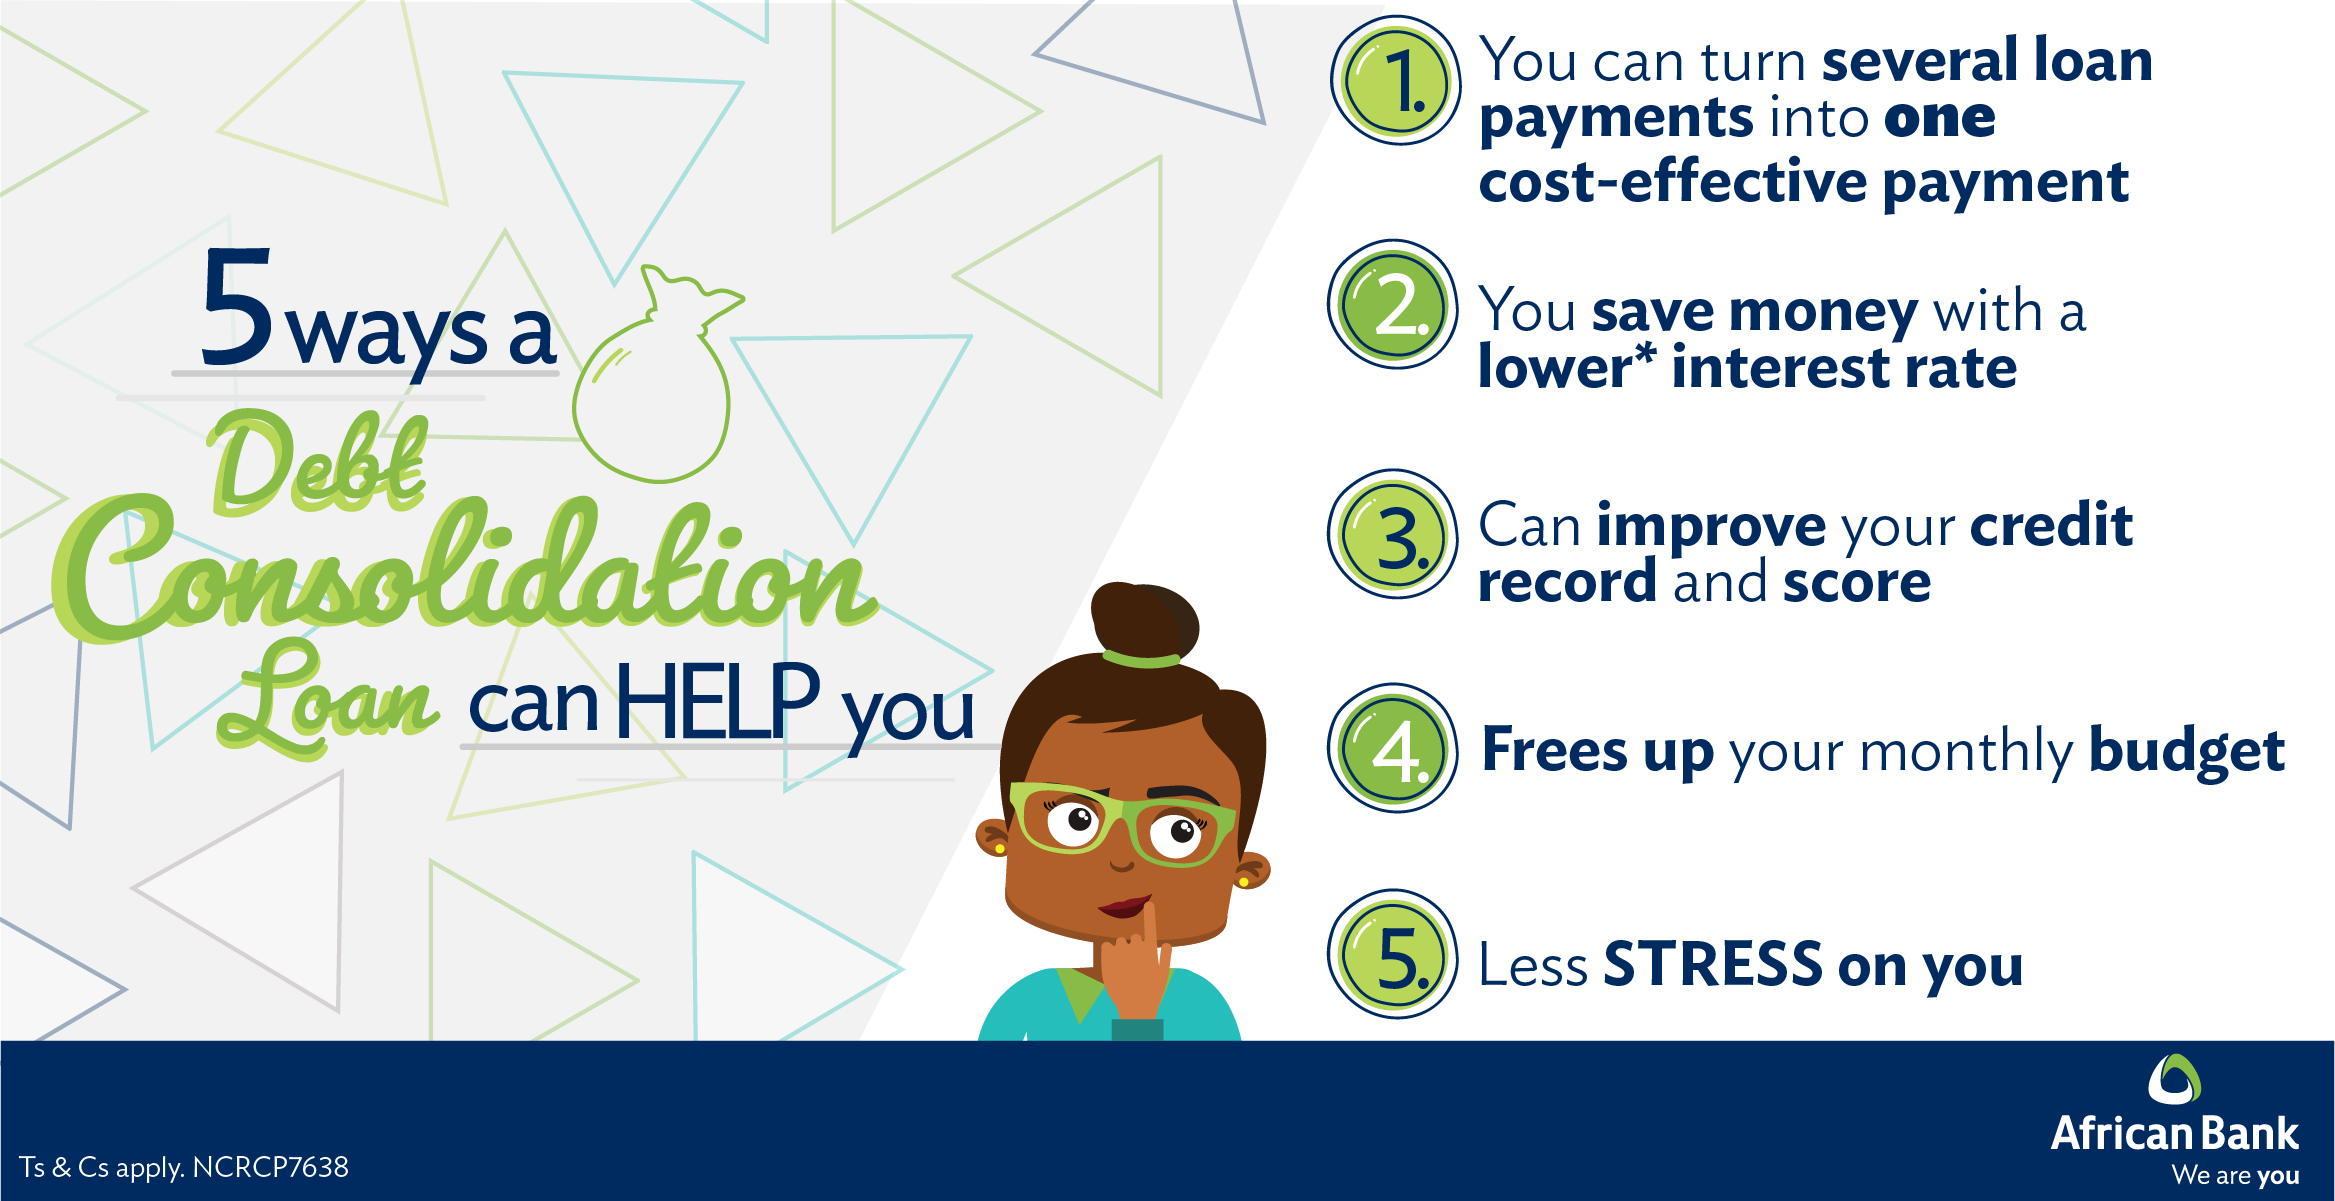 5 ways a
Debt
Consolidation
Loan can HELP you
1. You can turn several loan
payments into one
cost-effective payment
2. You save money with a
lower* interest rate
3. Can improve your credit
record and score
4. Frees up your monthly budget
5. Less STRESS on you
Ts & Cs apply. NCRCP7638
African Bank
We are you